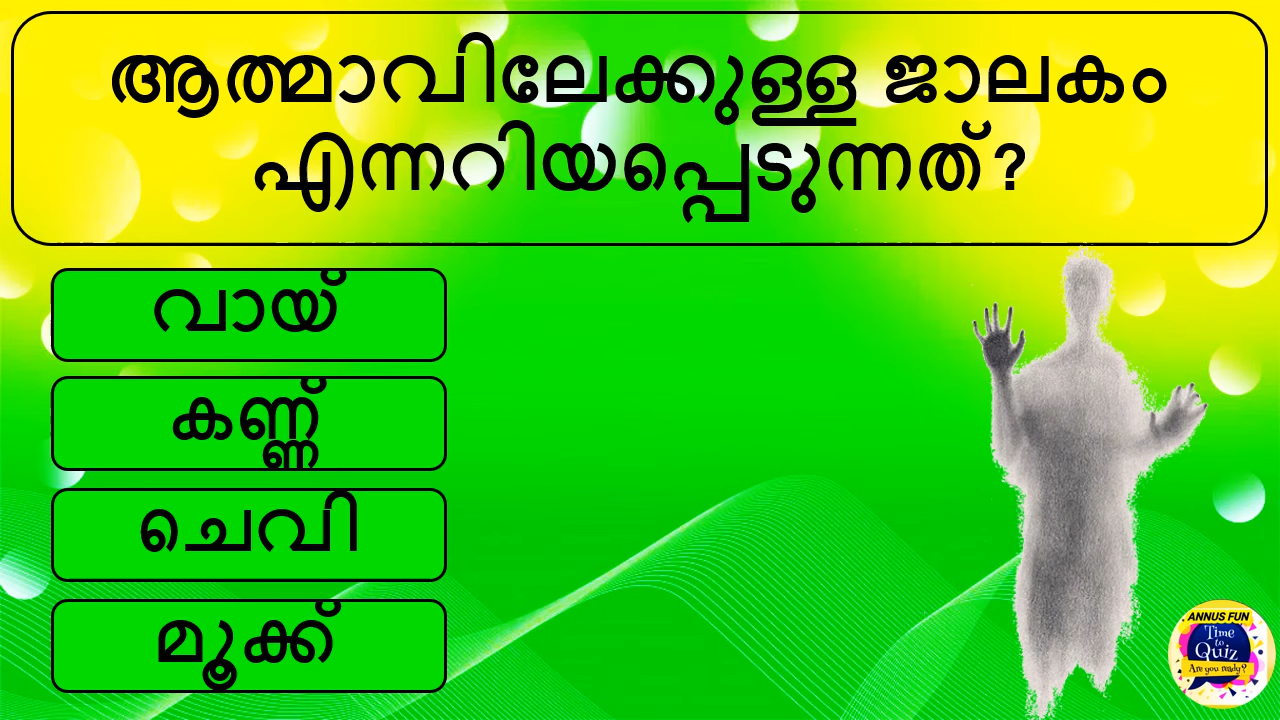 ആത്മാവിലേക്കുള്ള ജാലകം
എന്നറിയപ്പെടുന്നത്?
വായ്
കണ്ണ്
ചെവി
മൂക്ക്
ANNUS FUN
Time
to
Quiz
Are you ready?